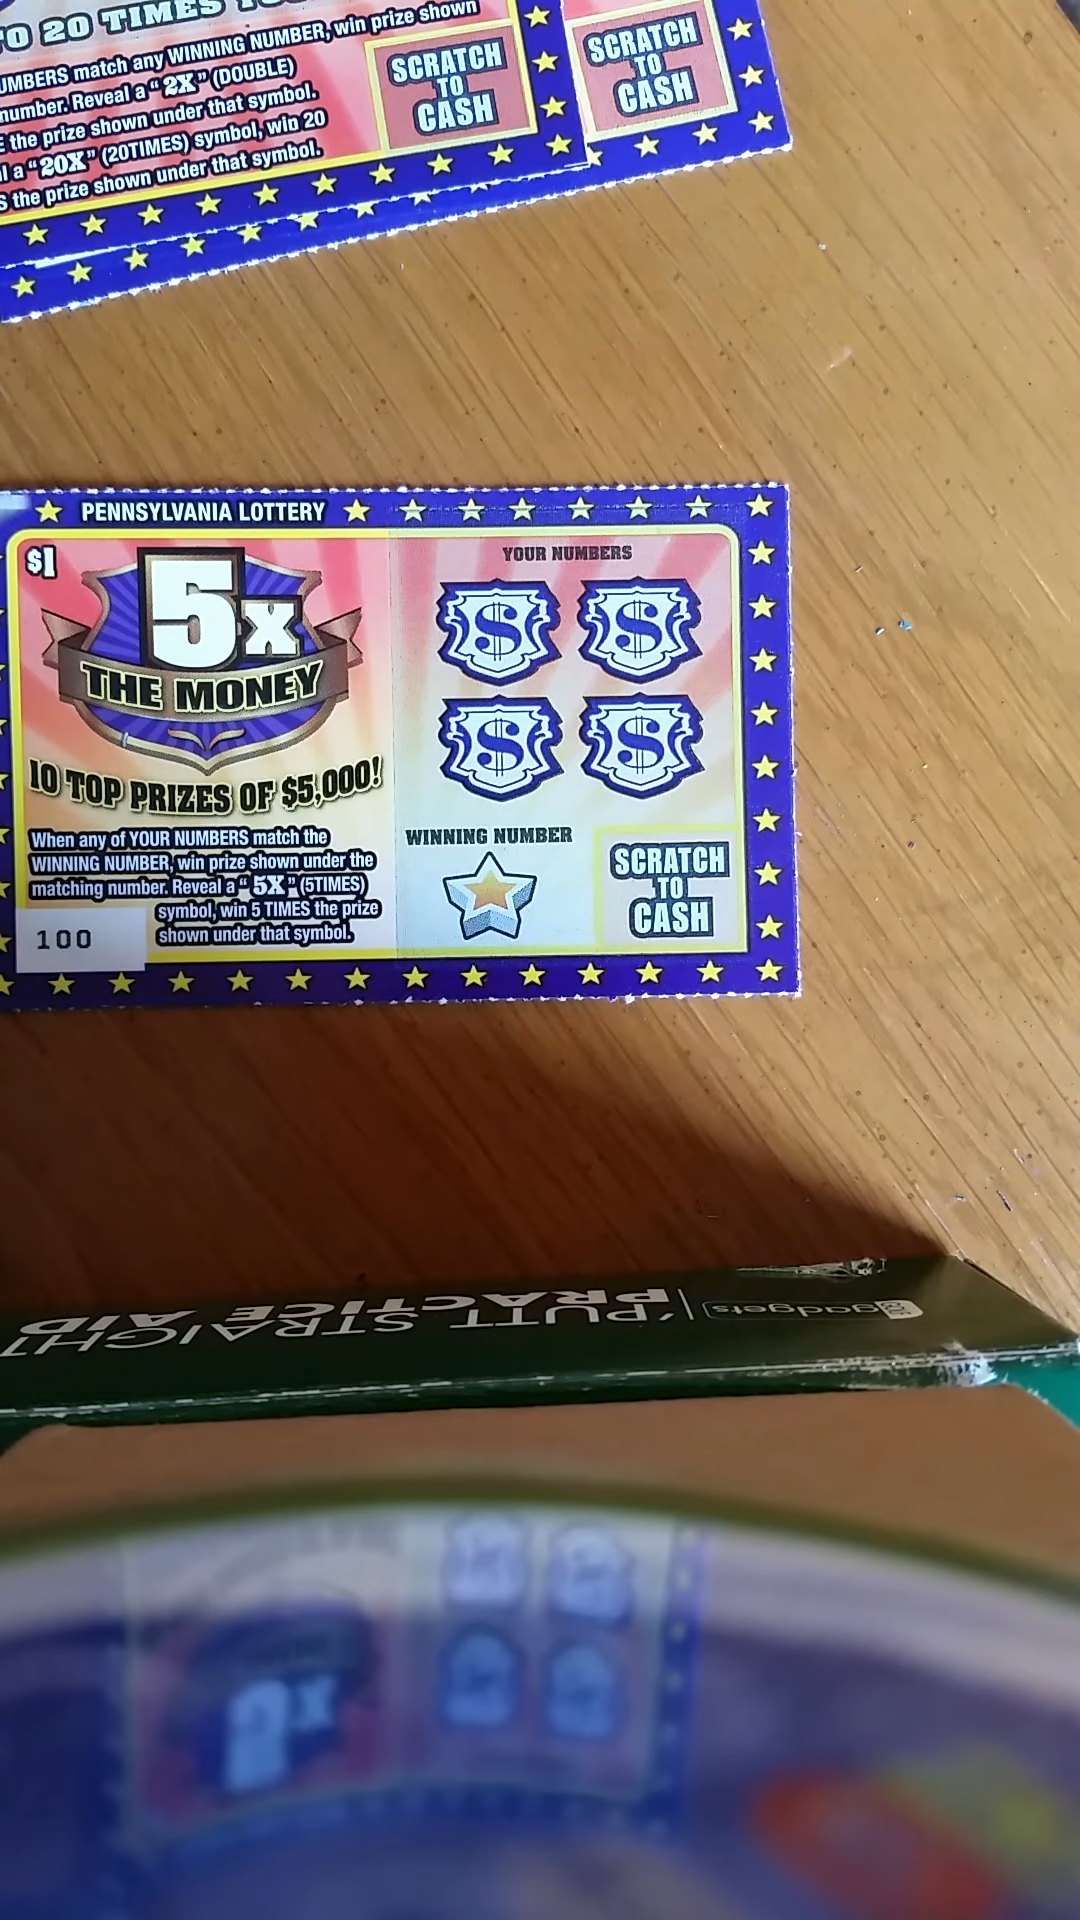 TO 20 TIMES
UMBERS match any WINNING NUMBER, win prize shown
number. Reveal a "2X" (DOUBLE)
E the prize shown under that symbol.
l a "20X" (20TIMES) symbol, win 20
S the prize shown under that symbol.
SCRATCH
TO
CASH
SCRATCH
TO
CASH
PENNSYLVANIA LOTTERY
$1
5X
THE MONEY
10 TOP PRIZES OF $5,000!
When any of YOUR NUMBERS match the
WINNING NUMBER, win prize shown under the
matching number. Reveal a "5X" (5TIMES)
symbol, win 5 TIMES the prize
shown under that symbol.
100
YOUR NUMBERS
$ $
$ $
WINNING NUMBER
SCRATCH
TO
CASH
gadgets
'PUTT STRAIGHT'
PRACTICE AID